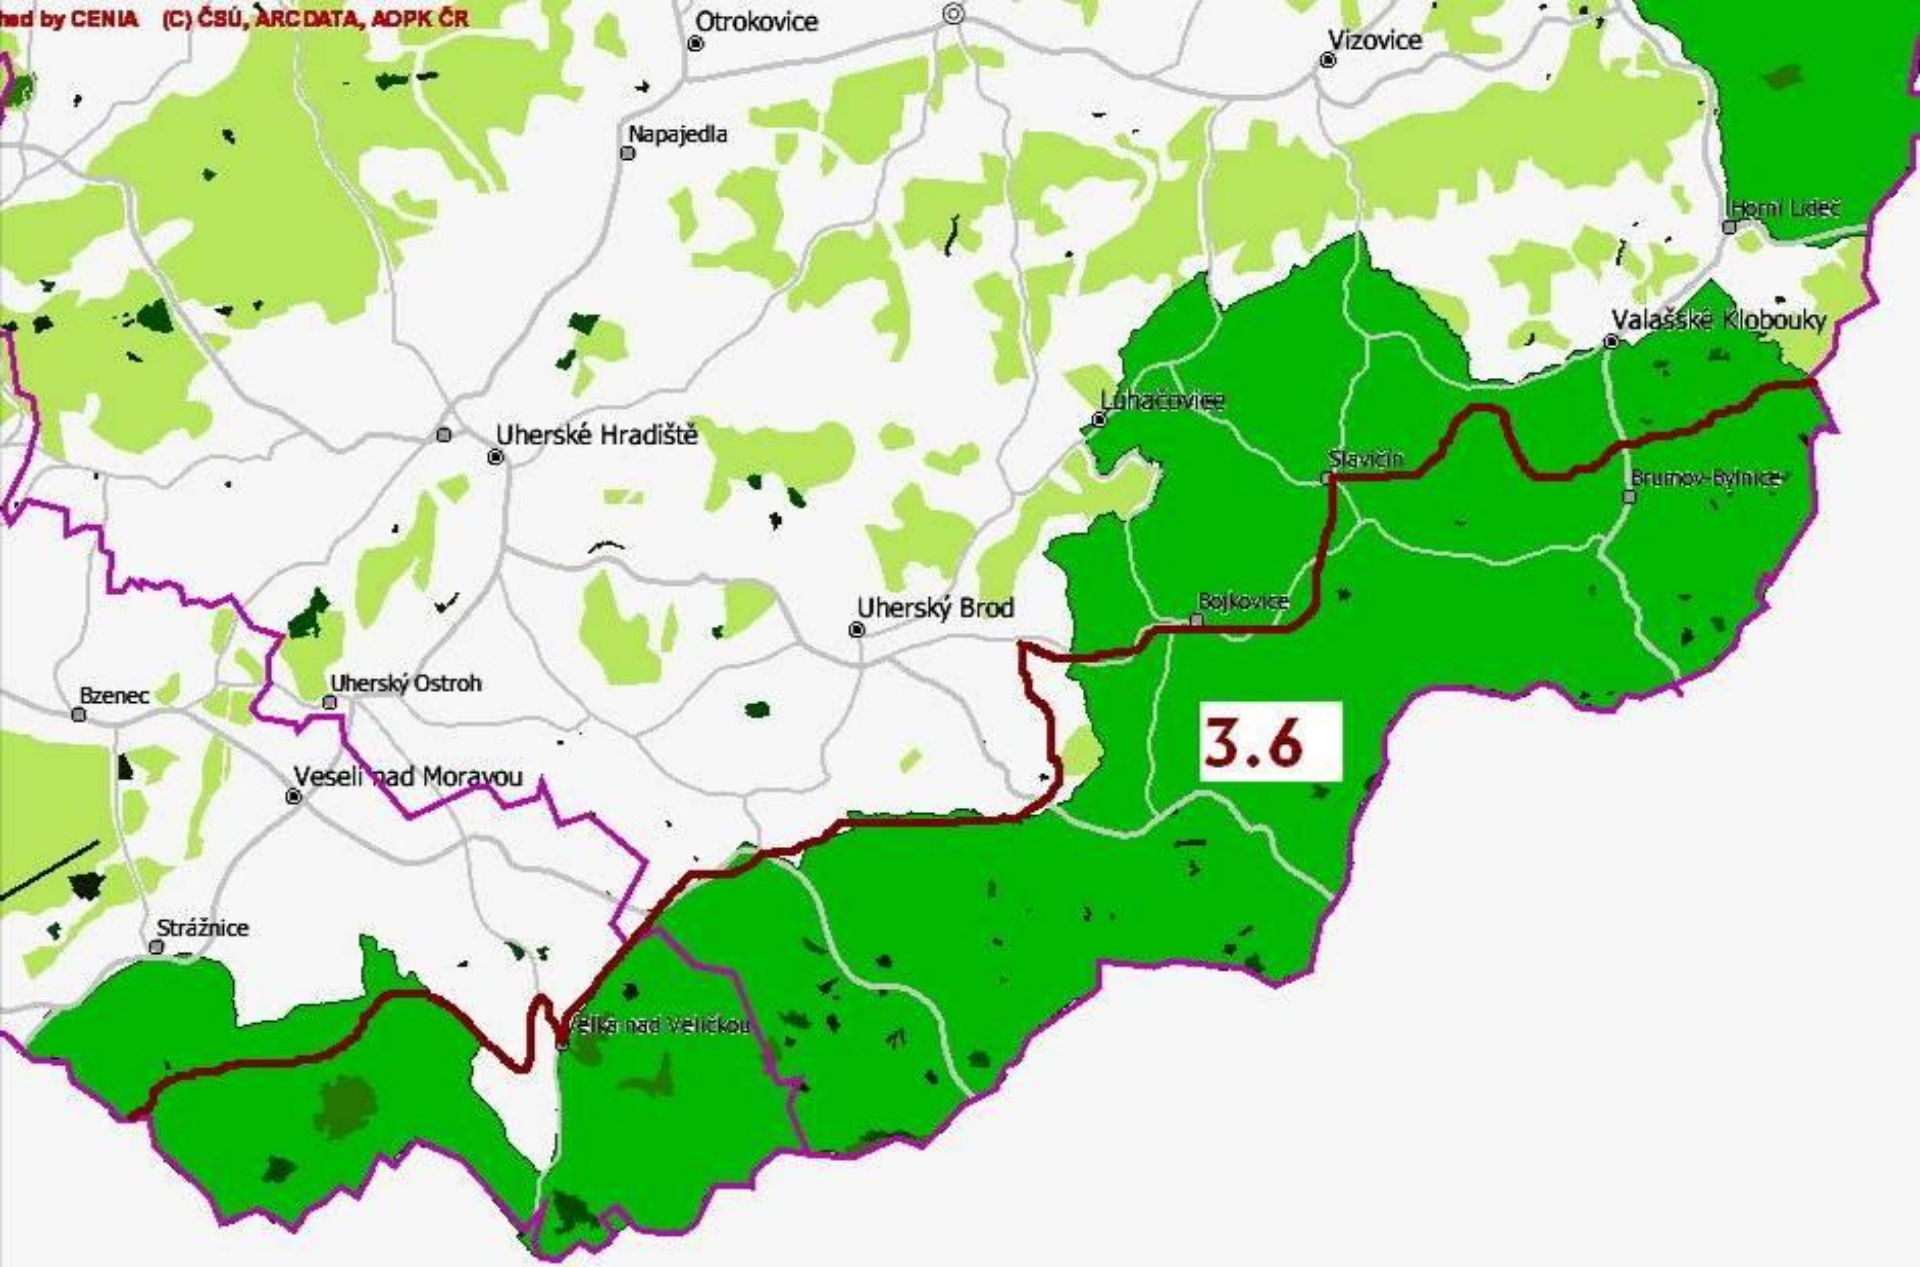 hed by CENIA (C) ČSÚ, ARCDATA, AOPK ČR
Otrokovice
Vizovice
Napajedla
Horní Lideč
Valašské Klobouky
Luhačovice
Uherské Hradiště
Slavičín
Brumov-Bylnice
Bojkovice
Uherský Brod
Uherský Ostroh
Bzenec
3.6
Veselí nad Moravou
Strážnice
Velká nad Veličkou